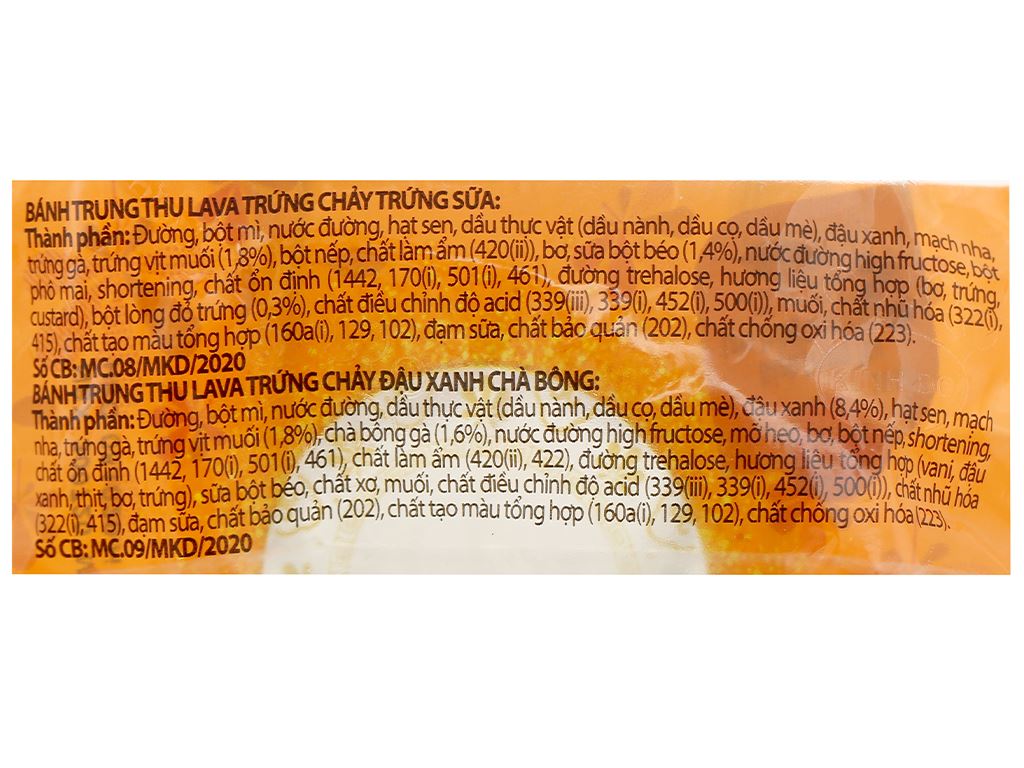 BÁNH TRUNG THU LAVA TRỨNG CHẢY TRỨNG SỮA:
Thành phần: Đường, bột mì, nước đường, hạt sen, dầu thực vật (dầu nành, dầu cọ, dầu mè), đậu xanh, mạch nha,
trứng gà, trứng vịt muối (1,8%), bột nếp, chất làm ẩm (420(ii)), bơ, sữa bột béo (1,4%), nước đường high fructose, bột
phô mai, shortening, chất ổn định (1442, 170(i), 501(i), 461), đường trehalose, hương liệu tổng hợp (bơ, trứng,
custard), bột lòng đỏ trứng (0,3%), chất điều chỉnh độ acid (339(iii), 339(i), 452(i), 500(i)), muối, chất nhũ hóa (322(i),
415), chất tạo màu tổng hợp (160a(i), 129, 102), đạm sữa, chất bảo quản (202), chất chống oxi hóa (223).
Số CB: MC.08/MKD/2020
BÁNH TRUNG THU LAVA TRỨNG CHẢY ĐẬU XANH CHÀ BÔNG:
Thành phần: Đường, bột mì, nước đường, dầu thực vật (dầu nành, dầu cọ, dầu mè), đậu xanh (8,4%), hạt sen, mạch
nha, trứng gà, trứng vịt muối (1,8%), chà bông gà (1,6%), nước đường high fructose, mỡ heo, bơ, bột nếp, shortening,
chất ổn định (1442, 170(i), 501(i), 461), chất làm ẩm (420(ii), 422), đường trehalose, hương liệu tổng hợp (vani, đậu
xanh, thịt, bơ, trứng), sữa bột béo, chất xơ, muối, chất điều chỉnh độ acid (339(iii), 339(i), 452(i), 500(i)), chất nhũ hóa
(322(i), 415), đạm sữa, chất bảo quản (202), chất tạo màu tổng hợp (160a(i), 129, 102), chất chống oxi hóa (223).
Số CB: MC.09/MKD/2020